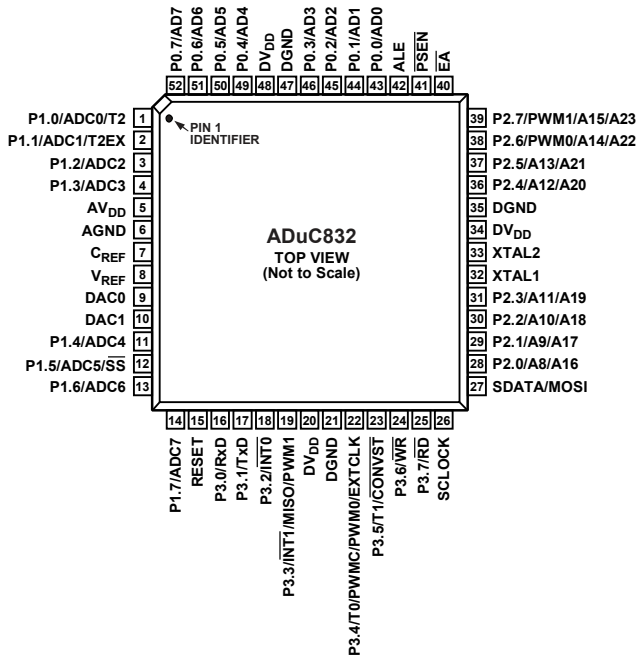 P0.7/AD7
P0.6/AD6
P0.5/AD5
P0.4/AD4
DVDD
DGND
P0.3/AD3
P0.2/AD2
P0.1/AD1
P0.0/AD0
ALE
PSEN
EA
52 51 50 49 48 47 46 45 44 43 42 41 40
P1.0/ADC0/T2 1
P1.1/ADC1/T2EX 2
P1.2/ADC2 3
P1.3/ADC3 4
AVDD 5
AGND 6
CREF 7
VREF 8
DAC0 9
DAC1 10
P1.4/ADC4 11
P1.5/ADC5/SS 12
P1.6/ADC6 13
PIN 1
IDENTIFIER
ADuC832
TOP VIEW
(Not to Scale)
39 P2.7/PWM1/A15/A23
38 P2.6/PWM0/A14/A22
37 P2.5/A13/A21
36 P2.4/A12/A20
35 DGND
34 DVDD
33 XTAL2
32 XTAL1
31 P2.3/A11/A19
30 P2.2/A10/A18
29 P2.1/A9/A17
28 P2.0/A8/A16
27 SDATA/MOSI
14 15 16 17 18 19 20 21 22 23 24 25 26
P1.7/ADC7
RESET
P3.0/RxD
P3.1/TxD
P3.2/INT0
P3.3/INT1/MISO/PWM1
DVDD
DGND
P3.4/T0/PWMC/PWM0/EXTCLK
P3.5/T1/CONVST
P3.6/WR
P3.7/RD
SCLOCK